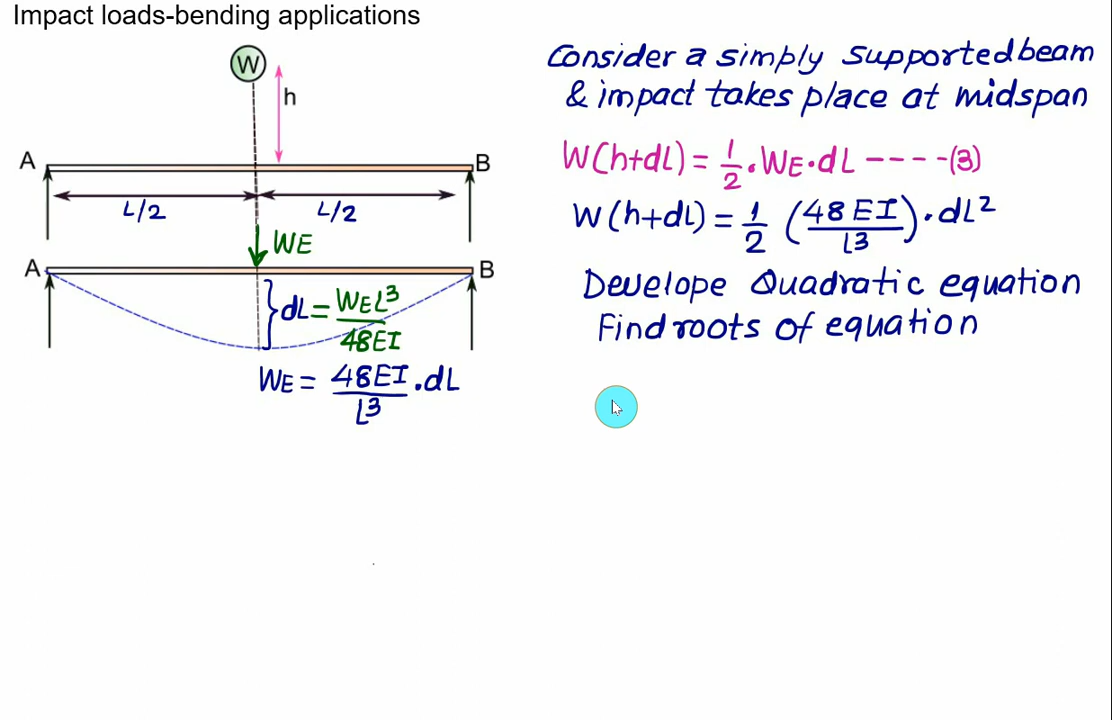 Impact loads-bending applications
W
h
A
B
L/2
L/2
WE
A
B
dL = WEL³/48EI
WE = 48EI/L³ .dL
Consider a simply supported beam
& impact takes place at midspan
W(h+dL) = 1/2 . WE.dL ---- (3)
W(h+dL) = 1/2 (48EI/L³).dL²
Develope Quadratic equation
Find roots of equation